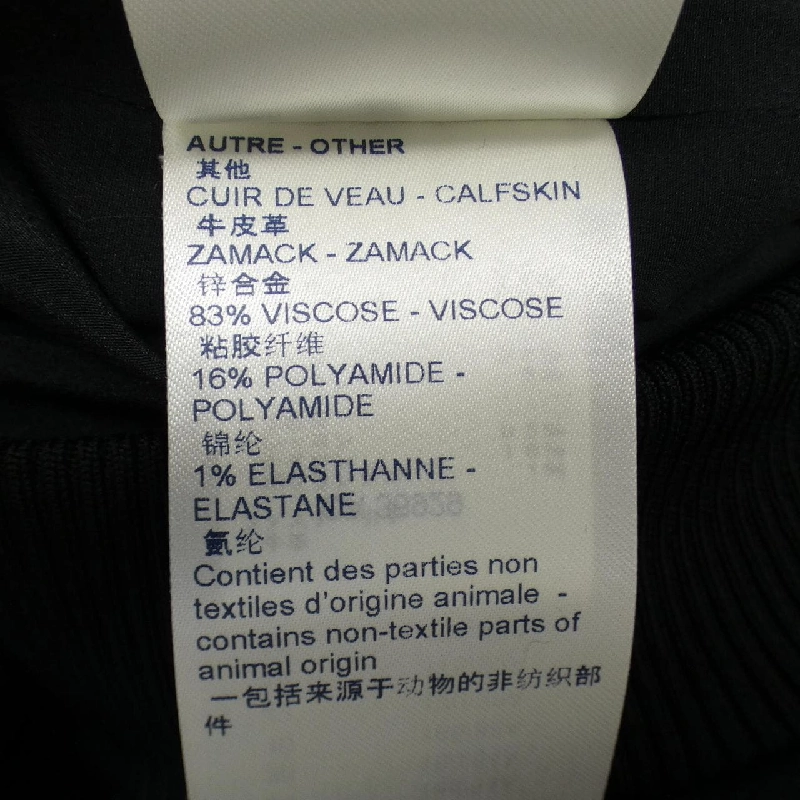 AUTRE - OTHER
其他
CUIR DE VEAU - CALFSKIN
牛皮革
ZAMACK - ZAMACK
锌合金
83% VISCOSE - VISCOSE
粘胶纤维
16% POLYAMIDE -
POLYAMIDE
锦纶
1% ELASTHANNE -
ELASTANE
氨纶
Contient des parties non
textiles d'origine animale -
contains non-textile parts of
animal origin
一包括来源于动物的非纺织部
件